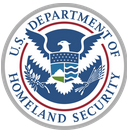 U.S. DEPARTMENT OF
HOMELAND SECURITY